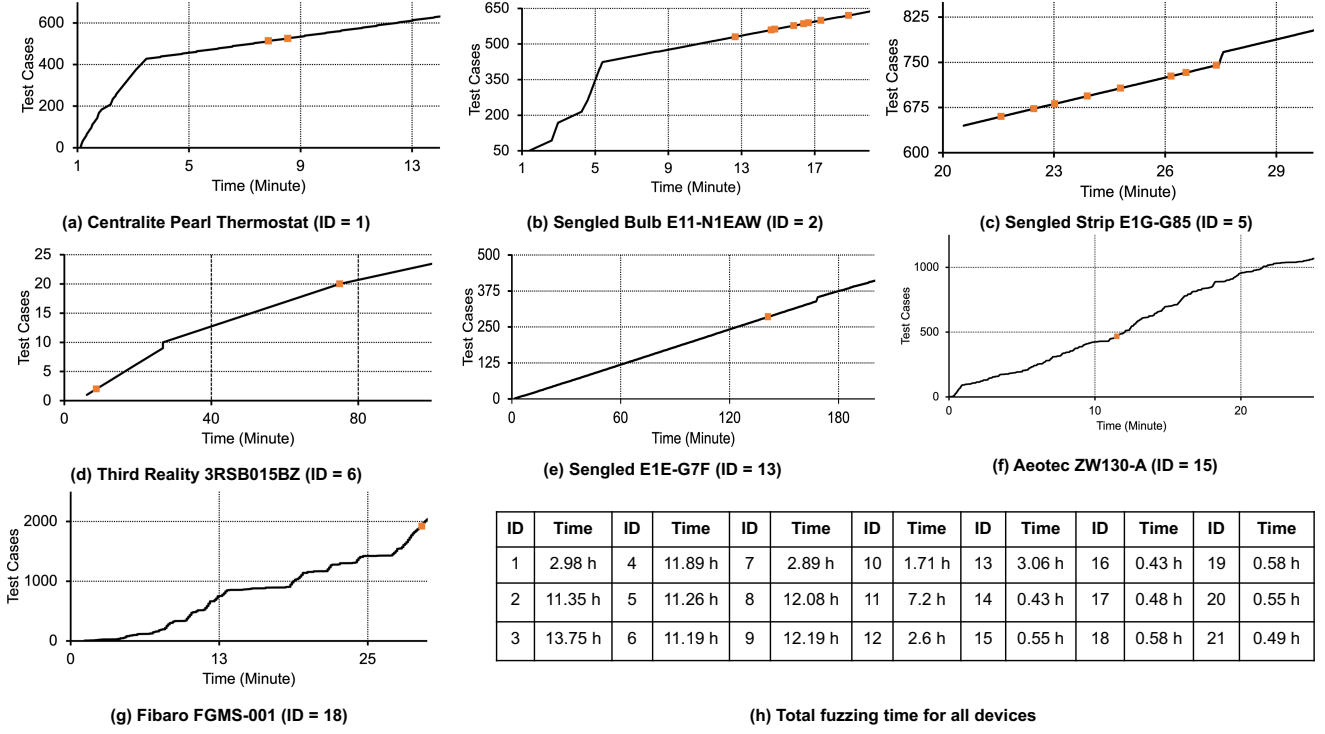 600
400
200
0
Test Cases
1 5 9 13
Time (Minute)
(a) Centralite Pearl Thermostat (ID = 1)
650
500
350
200
50
Test Cases
1 5 9 13 17
Time (Minute)
(b) Sengled Bulb E11-N1EAW (ID = 2)
825
750
675
600
Test Cases
20 23 26 29
Time (Minute)
(c) Sengled Strip E1G-G85 (ID = 5)
25
20
15
10
5
0
Test Cases
0 40 80
Time (Minute)
(d) Third Reality 3RSB015BZ (ID = 6)
500
375
250
125
0
Test Cases
0 60 120 180
Time (Minute)
(e) Sengled E1E-G7F (ID = 13)
1000
500
0
Test Cases
0 10 20
Time (Minute)
(f) Aeotec ZW130-A (ID = 15)
2000
1000
0
Test Cases
0 13 25
Time (Minute)
(g) Fibaro FGMS-001 (ID = 18)
ID Time ID Time ID Time ID Time ID Time ID Time ID Time
1 2.98 h 4 11.89 h 7 2.89 h 10 1.71 h 13 3.06 h 16 0.43 h 19 0.58 h
2 11.35 h 5 11.26 h 8 12.08 h 11 7.2 h 14 0.43 h 17 0.48 h 20 0.55 h
3 13.75 h 6 11.19 h 9 12.19 h 12 2.6 h 15 0.55 h 18 0.58 h 21 0.49 h
(h) Total fuzzing time for all devices